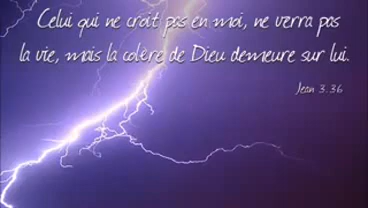 Celui qui ne croit pas en moi, ne verra pas
la vie, mais la colère de Dieu demeure sur lui.
Jean 3.36